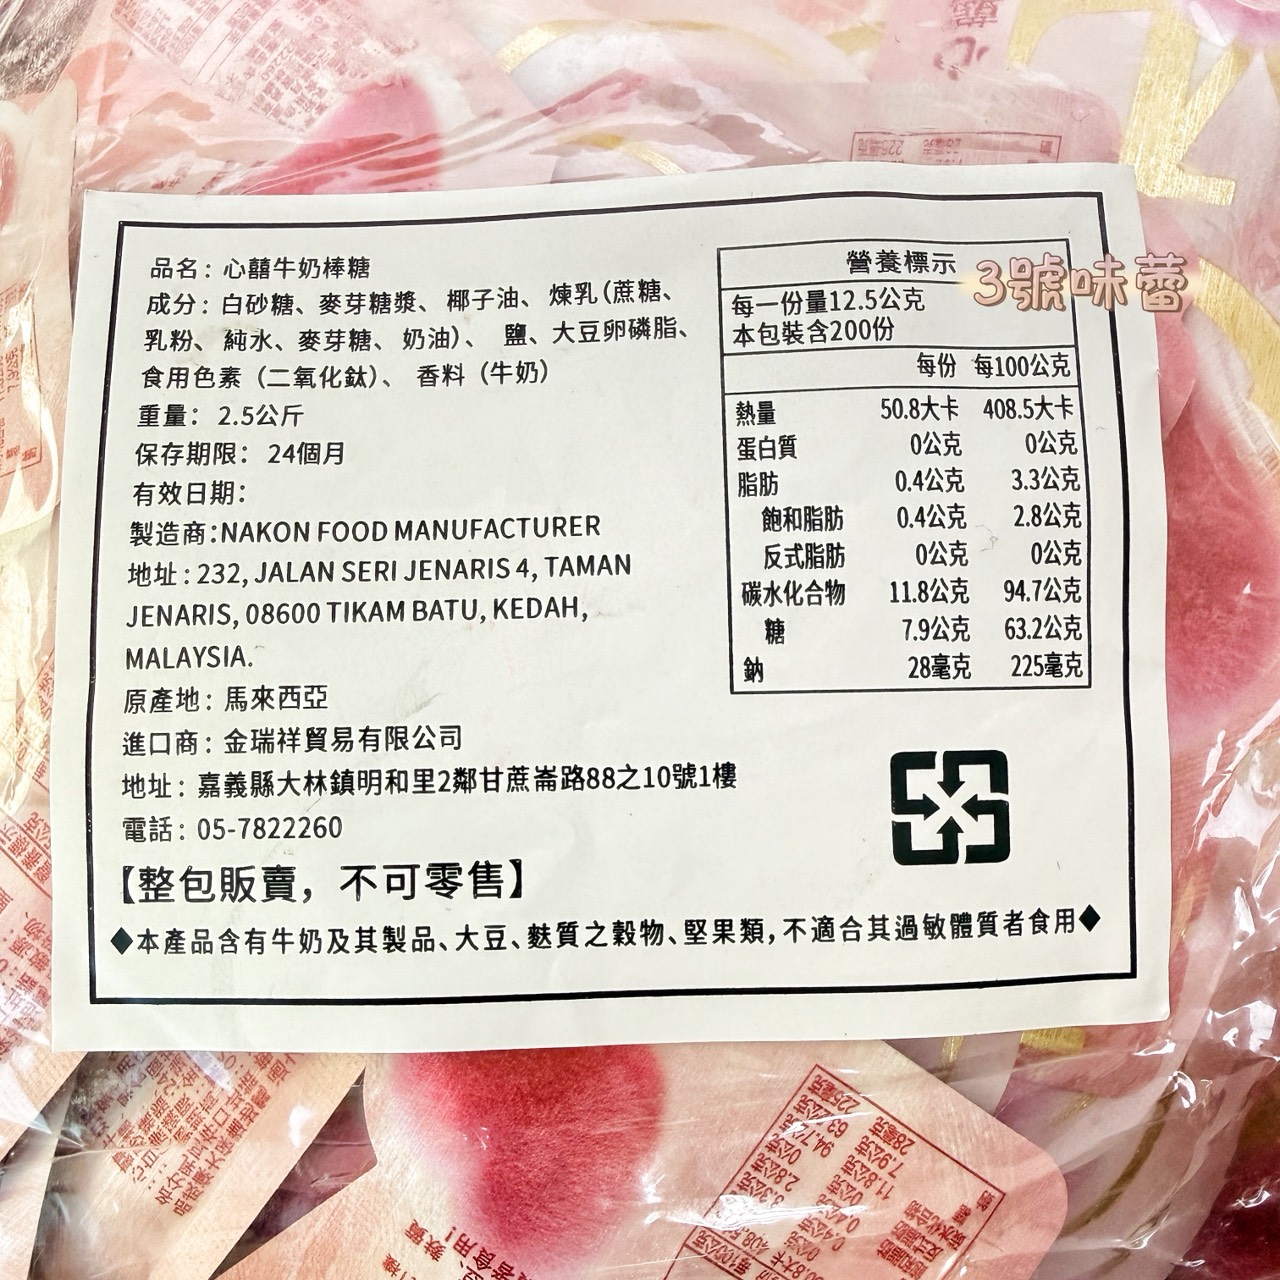 品名：心囍牛奶棒糖
成分：白砂糖、麥芽糖漿、椰子油、煉乳(蔗糖、
乳粉、純水、麥芽糖、奶油)、鹽、大豆卵磷脂、
食用色素（二氧化鈦)、香料（牛奶）
重量：2.5公斤
保存期限：24個月
有效日期：
製造商:NAKON FOOD MANUFACTURER
地址：232, JALAN SERI JENARIS 4, TAMAN
JENARIS, 08600 TIKAM BATU, KEDAH,
MALAYSIA.
原產地：馬來西亞
進口商：金瑞祥貿易有限公司
地址：嘉義縣大林鎮明和里2鄰甘蔗崙路88之10號1樓
電話：05-7822260
【整包販賣，不可零售】
◆本產品含有牛奶及其製品、大豆、麩質之穀物、堅果類,不適合其過敏體質者食用◆
營養標示
每一份量12.5公克
本包裝含200份
每份 每100公克
熱量 50.8大卡 408.5大卡
蛋白質 0公克 0公克
脂肪 0.4公克 3.3公克
飽和脂肪 0.4公克 2.8公克
反式脂肪 0公克 0公克
碳水化合物 11.8公克 94.7公克
糖 7.9公克 63.2公克
鈉 28毫克 225毫克
3號味蕾